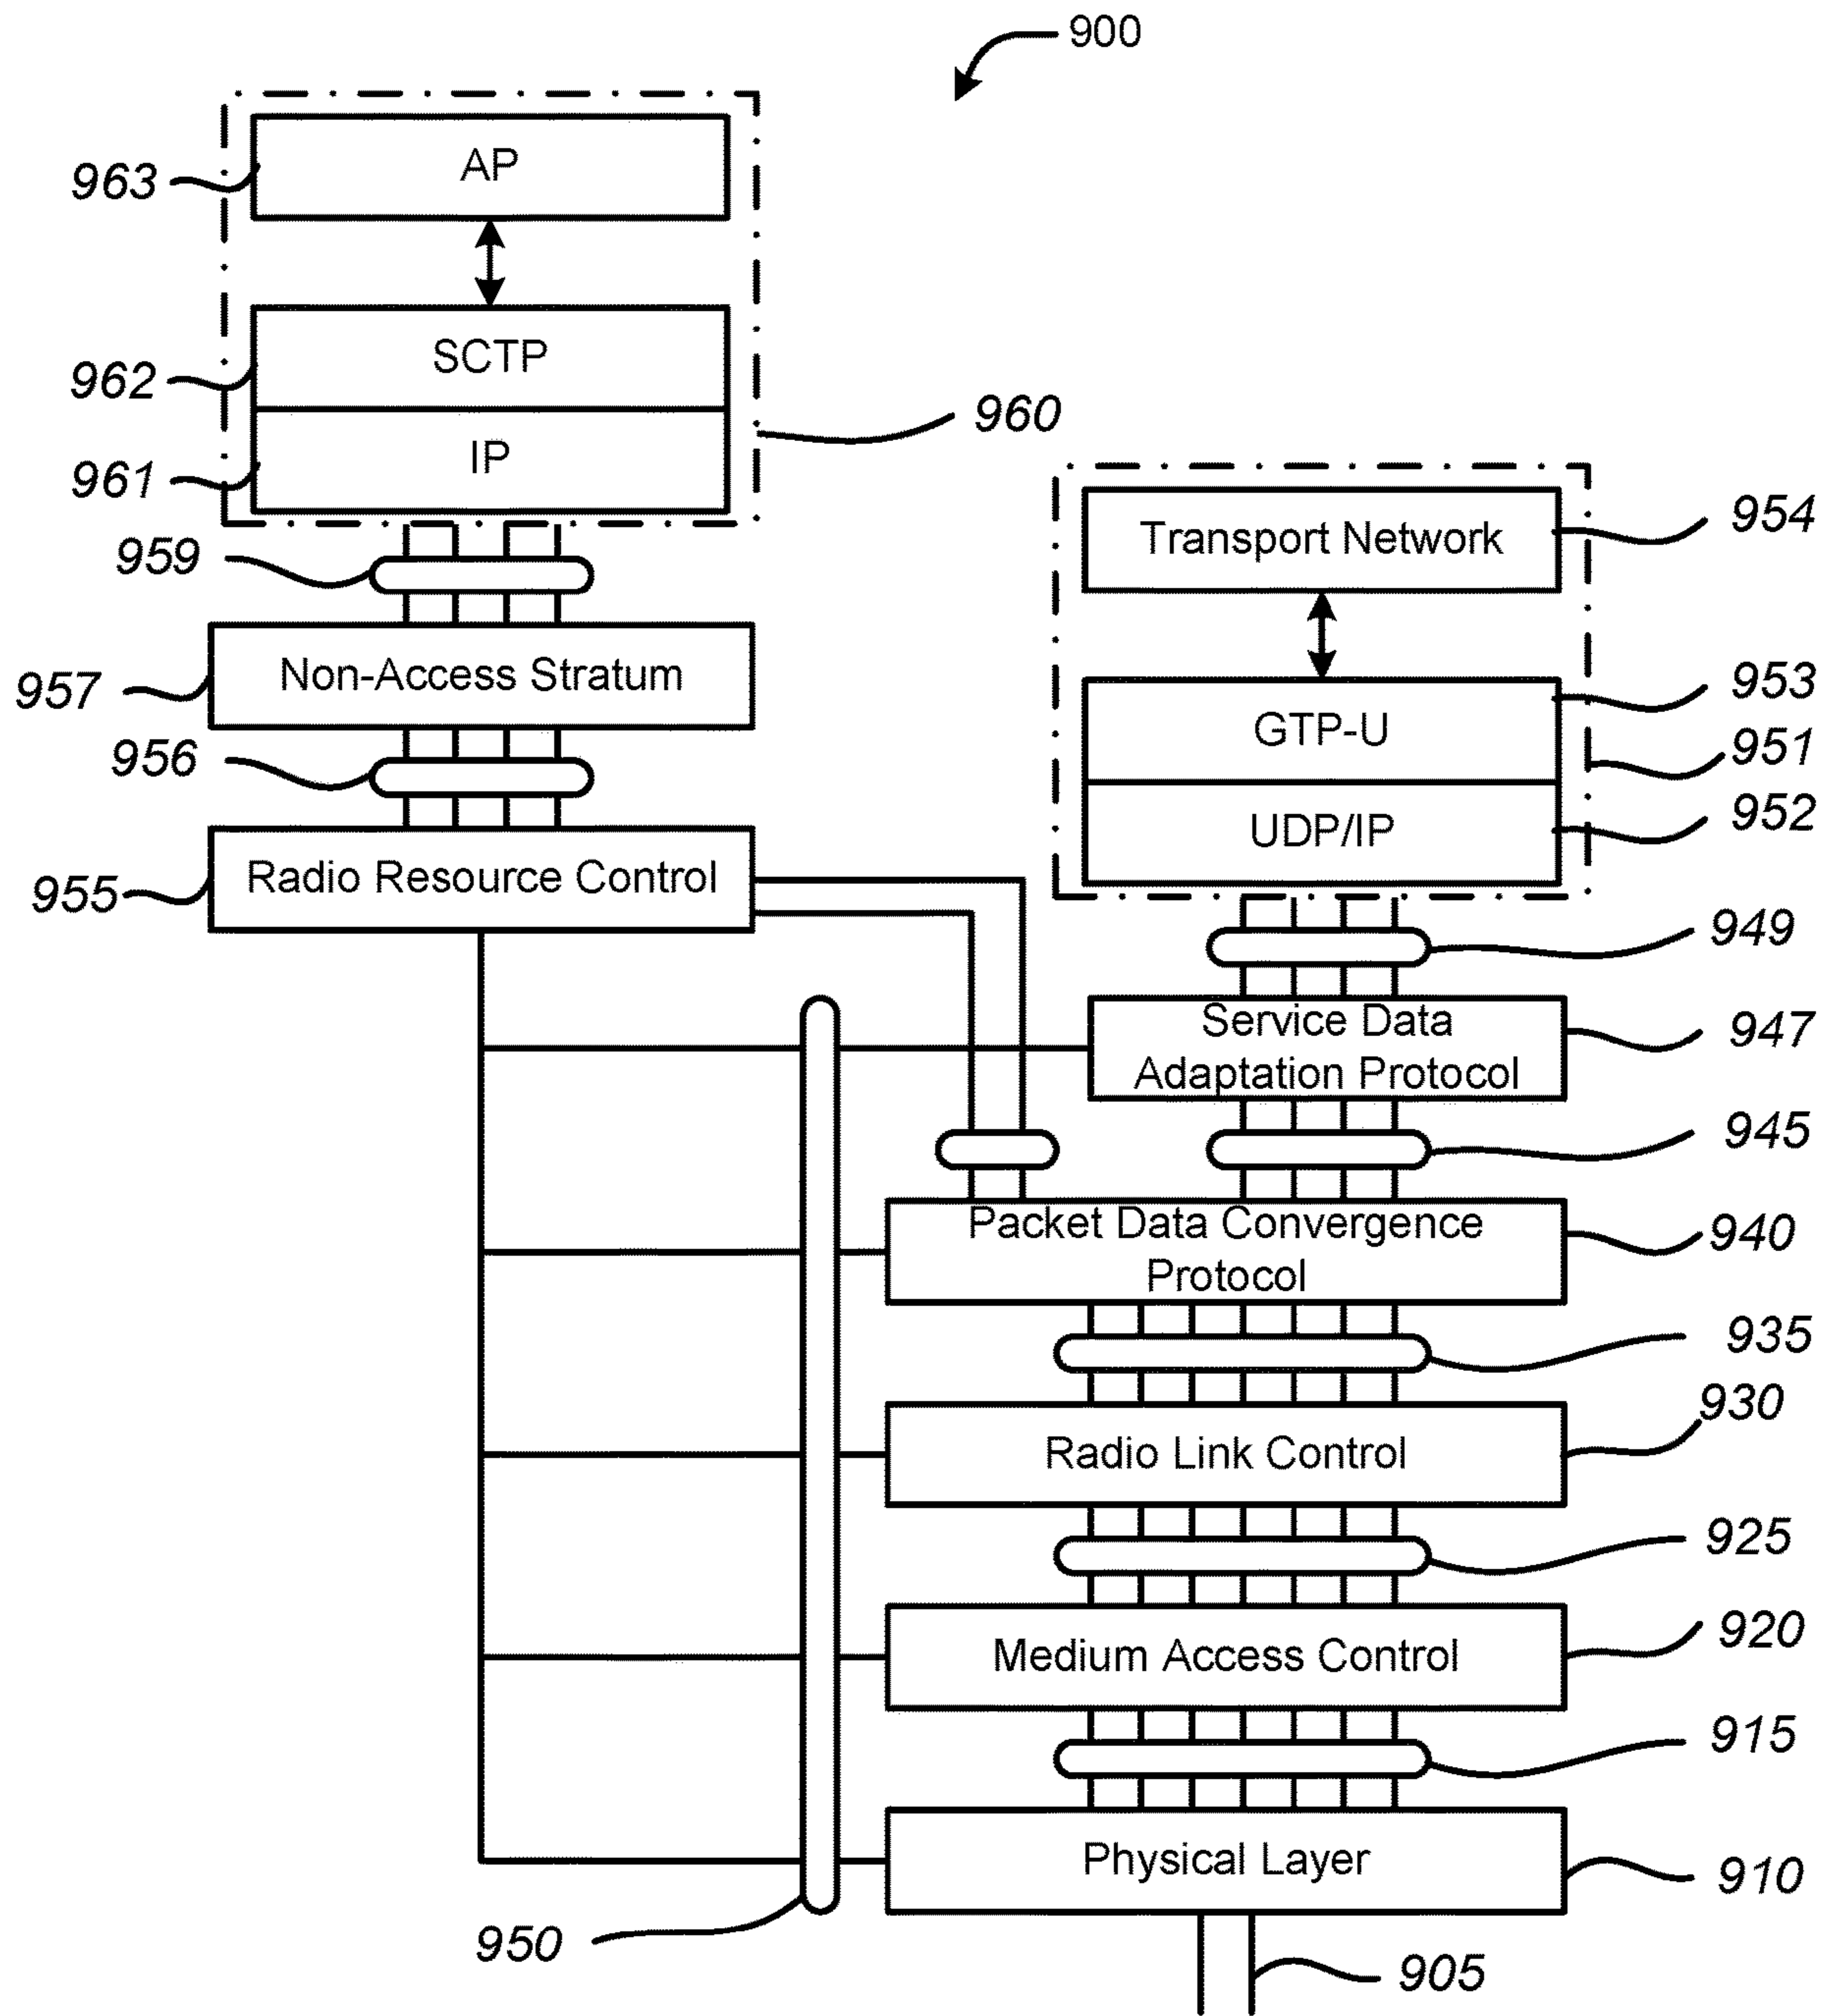 900
963
AP
962
SCTP
960
961
IP
954
Transport Network
959
957
Non-Access Stratum
953
GTP-U
951
956
952
UDP/IP
955
Radio Resource Control
949
Service Data
Adaptation Protocol
947
945
Packet Data Convergence
Protocol
940
935
930
Radio Link Control
925
920
Medium Access Control
915
Physical Layer
910
950
905